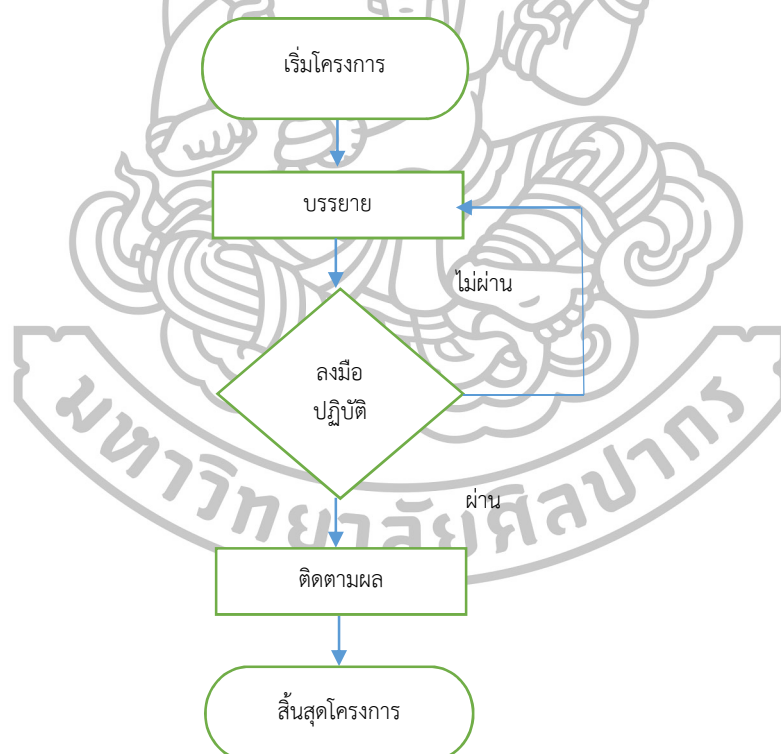 เริ่มโครงการ
บรรยาย
ไม่ผ่าน
ลงมือ
ปฏิบัติ
มหาวิทยาลัยศิลปากร
ผ่าน
ติดตามผล
สิ้นสุดโครงการ